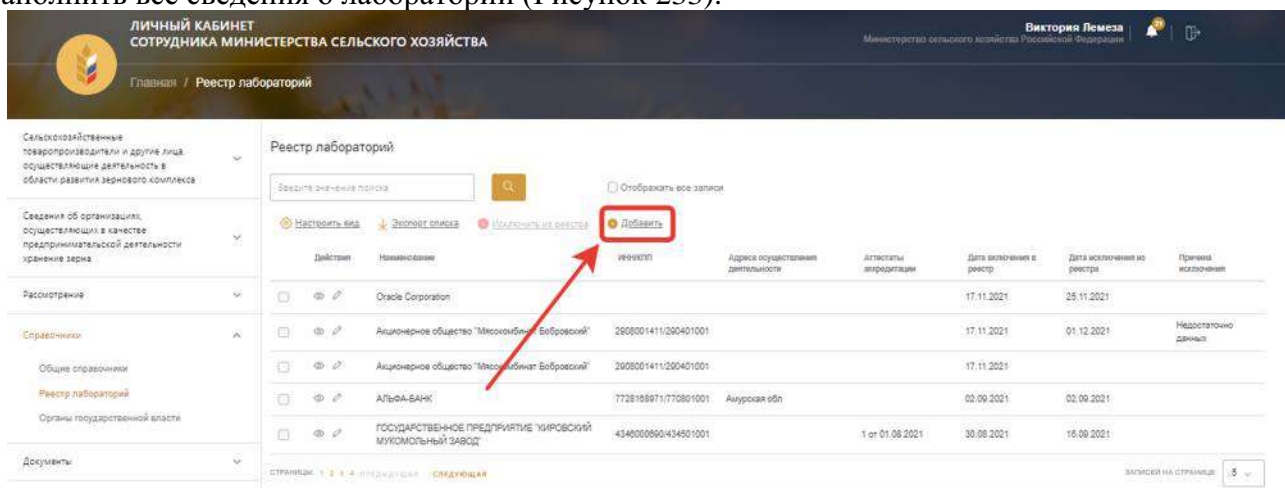 аполнить все сведения о лаборатории (Рисунок 233).
ЛИЧНЫЙ КАБИНЕТ
СОТРУДНИКА МИНИСТЕРСТВА СЕЛЬСКОГО ХОЗЯЙСТВА
Виктория Лемеза
Министерство сельского хозяйства Российской Федерации
Главная / Реестр лабораторий
Сельскохозяйственные
товаропроизводители и другие лица,
осуществляющие деятельность в
области развития зернового комплекса
Сведения об организациях,
осуществляющих в качестве
предпринимательской деятельности
хранение зерна
Рассмотрение
Справочники
Общие справочники
Реестр лабораторий
Органы государственной власти
Документы
Реестр лабораторий
Введите значение поиска
Отображать все записи
Настроить вид
Экспорт списка
Исключить из реестра
Добавить
Действия Наименование ИНН/КПП Адреса осуществления деятельности Аттестаты аккредитации Дата включения в реестр Дата исключения из реестра Причина исключения
Oracle Corporation 17.11.2021 25.11.2021
Акционерное общество "Мясокомбинат Бобровский" 2908001411/290401001 17.11.2021 01.12.2021 Недостаточно данных
Акционерное общество "Мясокомбинат Бобровский" 2908001411/290401001 17.11.2021
АЛЬФА-БАНК 7728168971/770801001 Амурская обл 02.09.2021 02.09.2021
ГОСУДАРСТВЕННОЕ ПРЕДПРИЯТИЕ "КИРОВСКИЙ
МУКОМОЛЬНЫЙ ЗАВОД" 4346000690/434501001 1 от 01.08.2021 30.08.2021 16.09.2021
СТРАНИЦЫ: 1 2 3 4 ПРЕДЫДУЩАЯ СЛЕДУЮЩАЯ
ЗАПИСЕЙ НА СТРАНИЦЕ 5